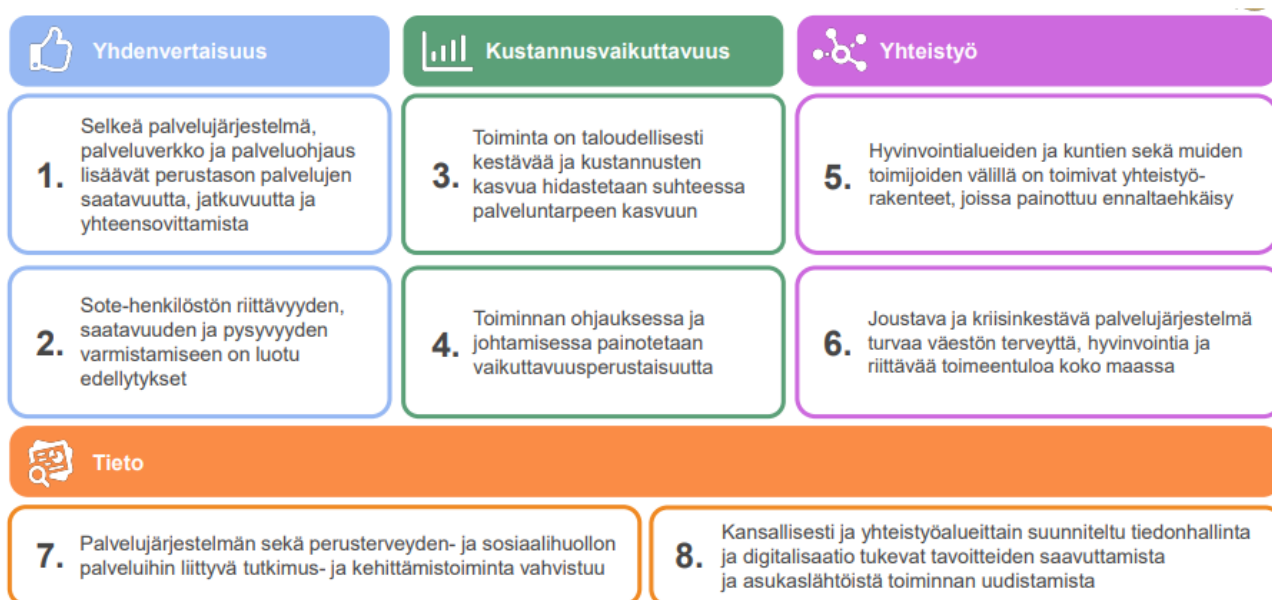 Yhdenvertaisuus
Kustannusvaikuttavuus
Yhteistyö
1.
Selkeä palvelujärjestelmä,
palveluverkko ja palveluohjaus
lisäävät perustason palvelujen
saatavuutta, jatkuvuutta ja
yhteensovittamista
3.
Toiminta on taloudellisesti
kestävää ja kustannusten
kasvua hidastetaan suhteessa
palveluntarpeen kasvuun
5.
Hyvinvointialueiden ja kuntien sekä muiden
toimijoiden välillä on toimivat yhteistyö-
rakenteet, joissa painottuu ennaltaehkäisy
2.
Sote-henkilöstön riittävyyden,
saatavuuden ja pysyvyyden
varmistamiseen on luotu
edellytykset
4.
Toiminnan ohjauksessa ja
johtamisessa painotetaan
vaikuttavuusperustaisuutta
6.
Joustava ja kriisinkestävä palvelujärjestelmä
turvaa väestön terveyttä, hyvinvointia ja
riittävää toimeentuloa koko maassa
Tieto
7.
Palvelujärjestelmän sekä perusterveyden- ja sosiaalihuollon
palveluihin liittyvä tutkimus- ja kehittämistoiminta vahvistuu
8.
Kansallisesti ja yhteistyöalueittain suunniteltu tiedonhallinta
ja digitalisaatio tukevat tavoitteiden saavuttamista
ja asukaslähtöistä toiminnan uudistamista